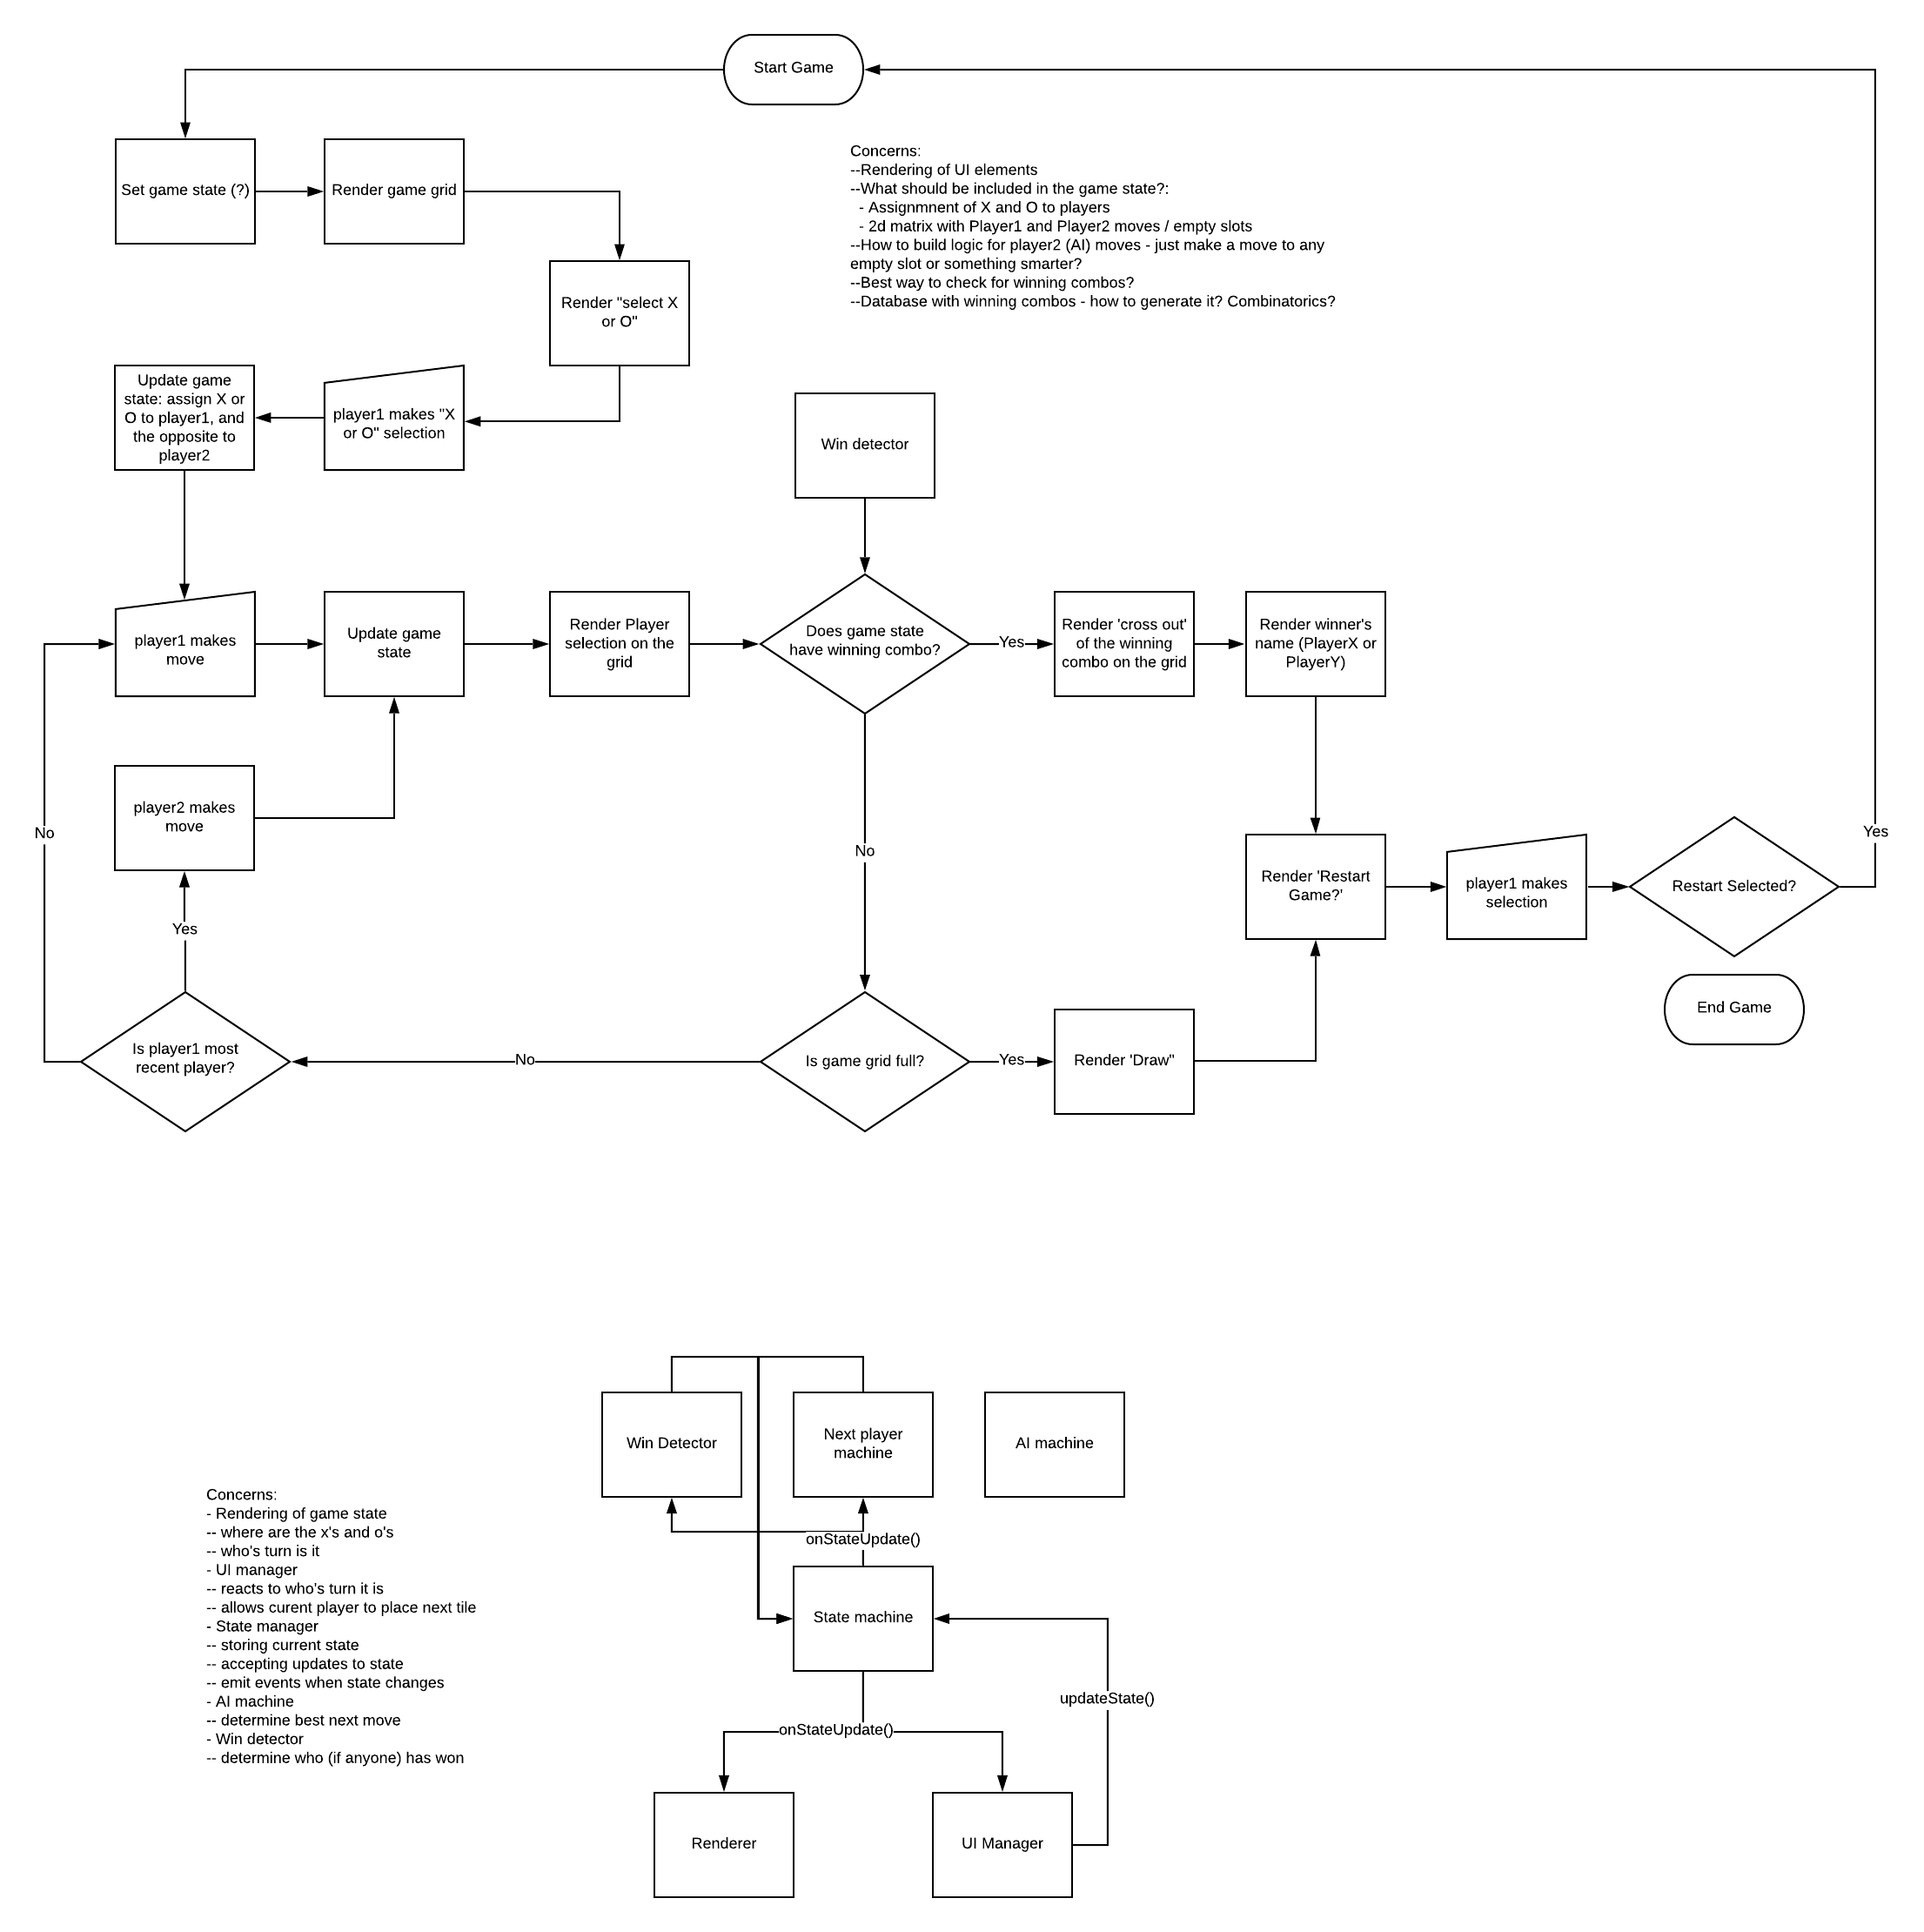 Start Game
Set game state (?)
Render game grid
Concerns:
--Rendering of UI elements
--What should be included in the game state?:
- Assignmnent of X and O to players
- 2d matrix with Player1 and Player2 moves / empty slots
--How to build logic for player2 (AI) moves - just make a move to any
empty slot or something smarter?
--Best way to check for winning combos?
--Database with winning combos - how to generate it? Combinatorics?
Render "select X
or O"
Update game
state: assign X or
O to player1, and
the opposite to
player2
player1 makes "X
or O" selection
Win detector
player1 makes
move
Update game
state
Render Player
selection on the
grid
Does game state
have winning combo?
Yes
Render 'cross out'
of the winning
combo on the grid
Render winner's
name (PlayerX or
PlayerY)
player2 makes
move
No
No
Yes
Render 'Restart
Game?'
player1 makes
selection
Restart Selected?
Yes
End Game
Is player1 most
recent player?
No
Is game grid full?
Yes
Render 'Draw"
Win Detector
Next player
machine
AI machine
Concerns:
- Rendering of game state
-- where are the x's and o's
-- who's turn is it
- UI manager
-- reacts to who's turn it is
-- allows curent player to place next tile
- State manager
-- storing current state
-- accepting updates to state
-- emit events when state changes
- AI machine
-- determine best next move
- Win detector
-- determine who (if anyone) has won
onStateUpdate()
State machine
updateState()
onStateUpdate()
Renderer
UI Manager